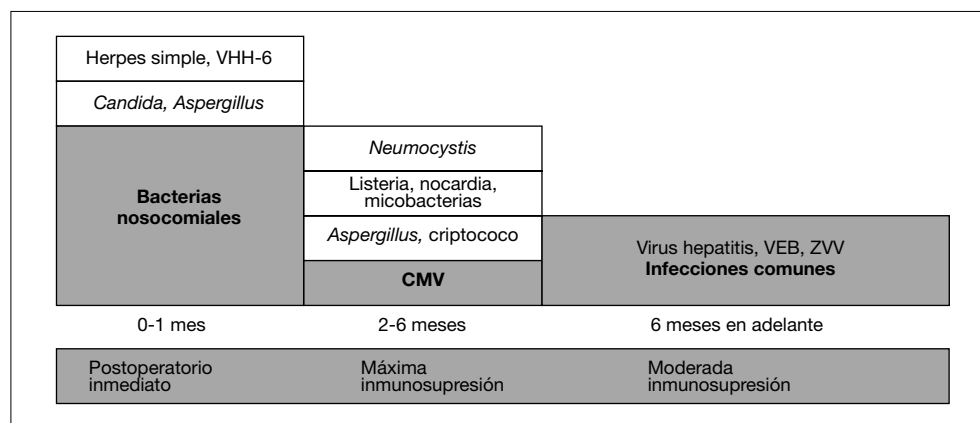 Herpes simple, VHH-6
Candida, Aspergillus
Bacterias
nosocomiales
Neumocystis
Listeria, nocardia,
micobacterias
Aspergillus, criptococo
CMV
Virus hepatitis, VEB, ZVV
Infecciones comunes
0-1 mes
2-6 meses
6 meses en adelante
Postoperatorio
inmediato
Máxima
inmunosupresión
Moderada
inmunosupresión